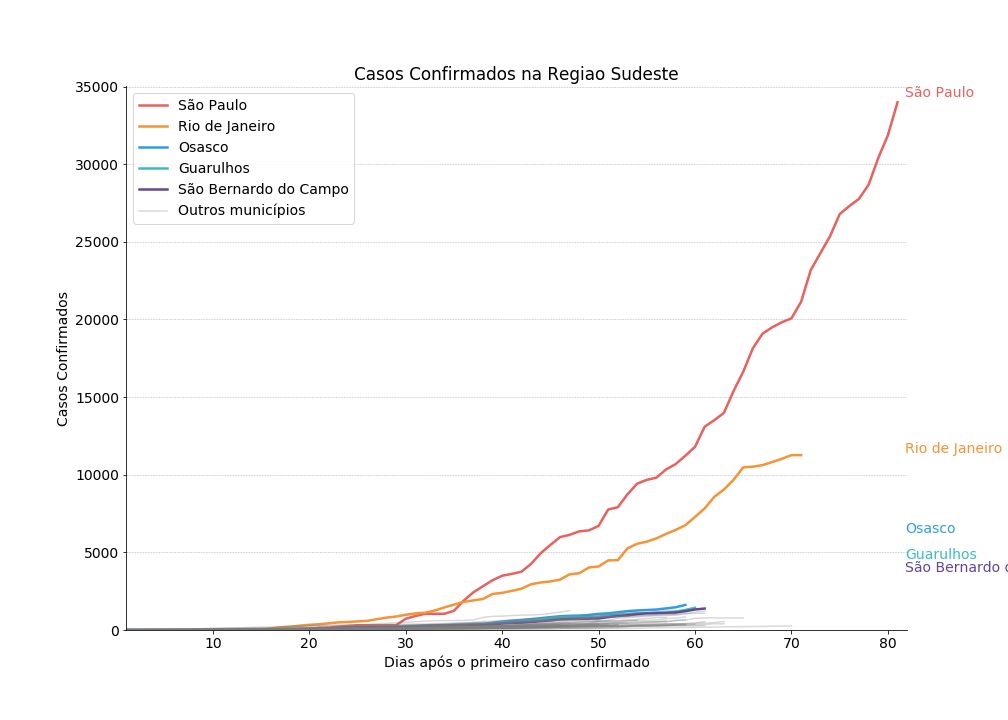 Casos Confirmados na Regiao Sudeste
35000
30000
25000
20000
15000
10000
5000
0
Casos Confirmados
São Paulo
Rio de Janeiro
Osasco
Guarulhos
São Bernardo do Campo
Outros municípios
São Paulo
Rio de Janeiro
Osasco
Guarulhos
São Bernardo
10
20
30
40
50
60
70
80
Dias após o primeiro caso confirmado